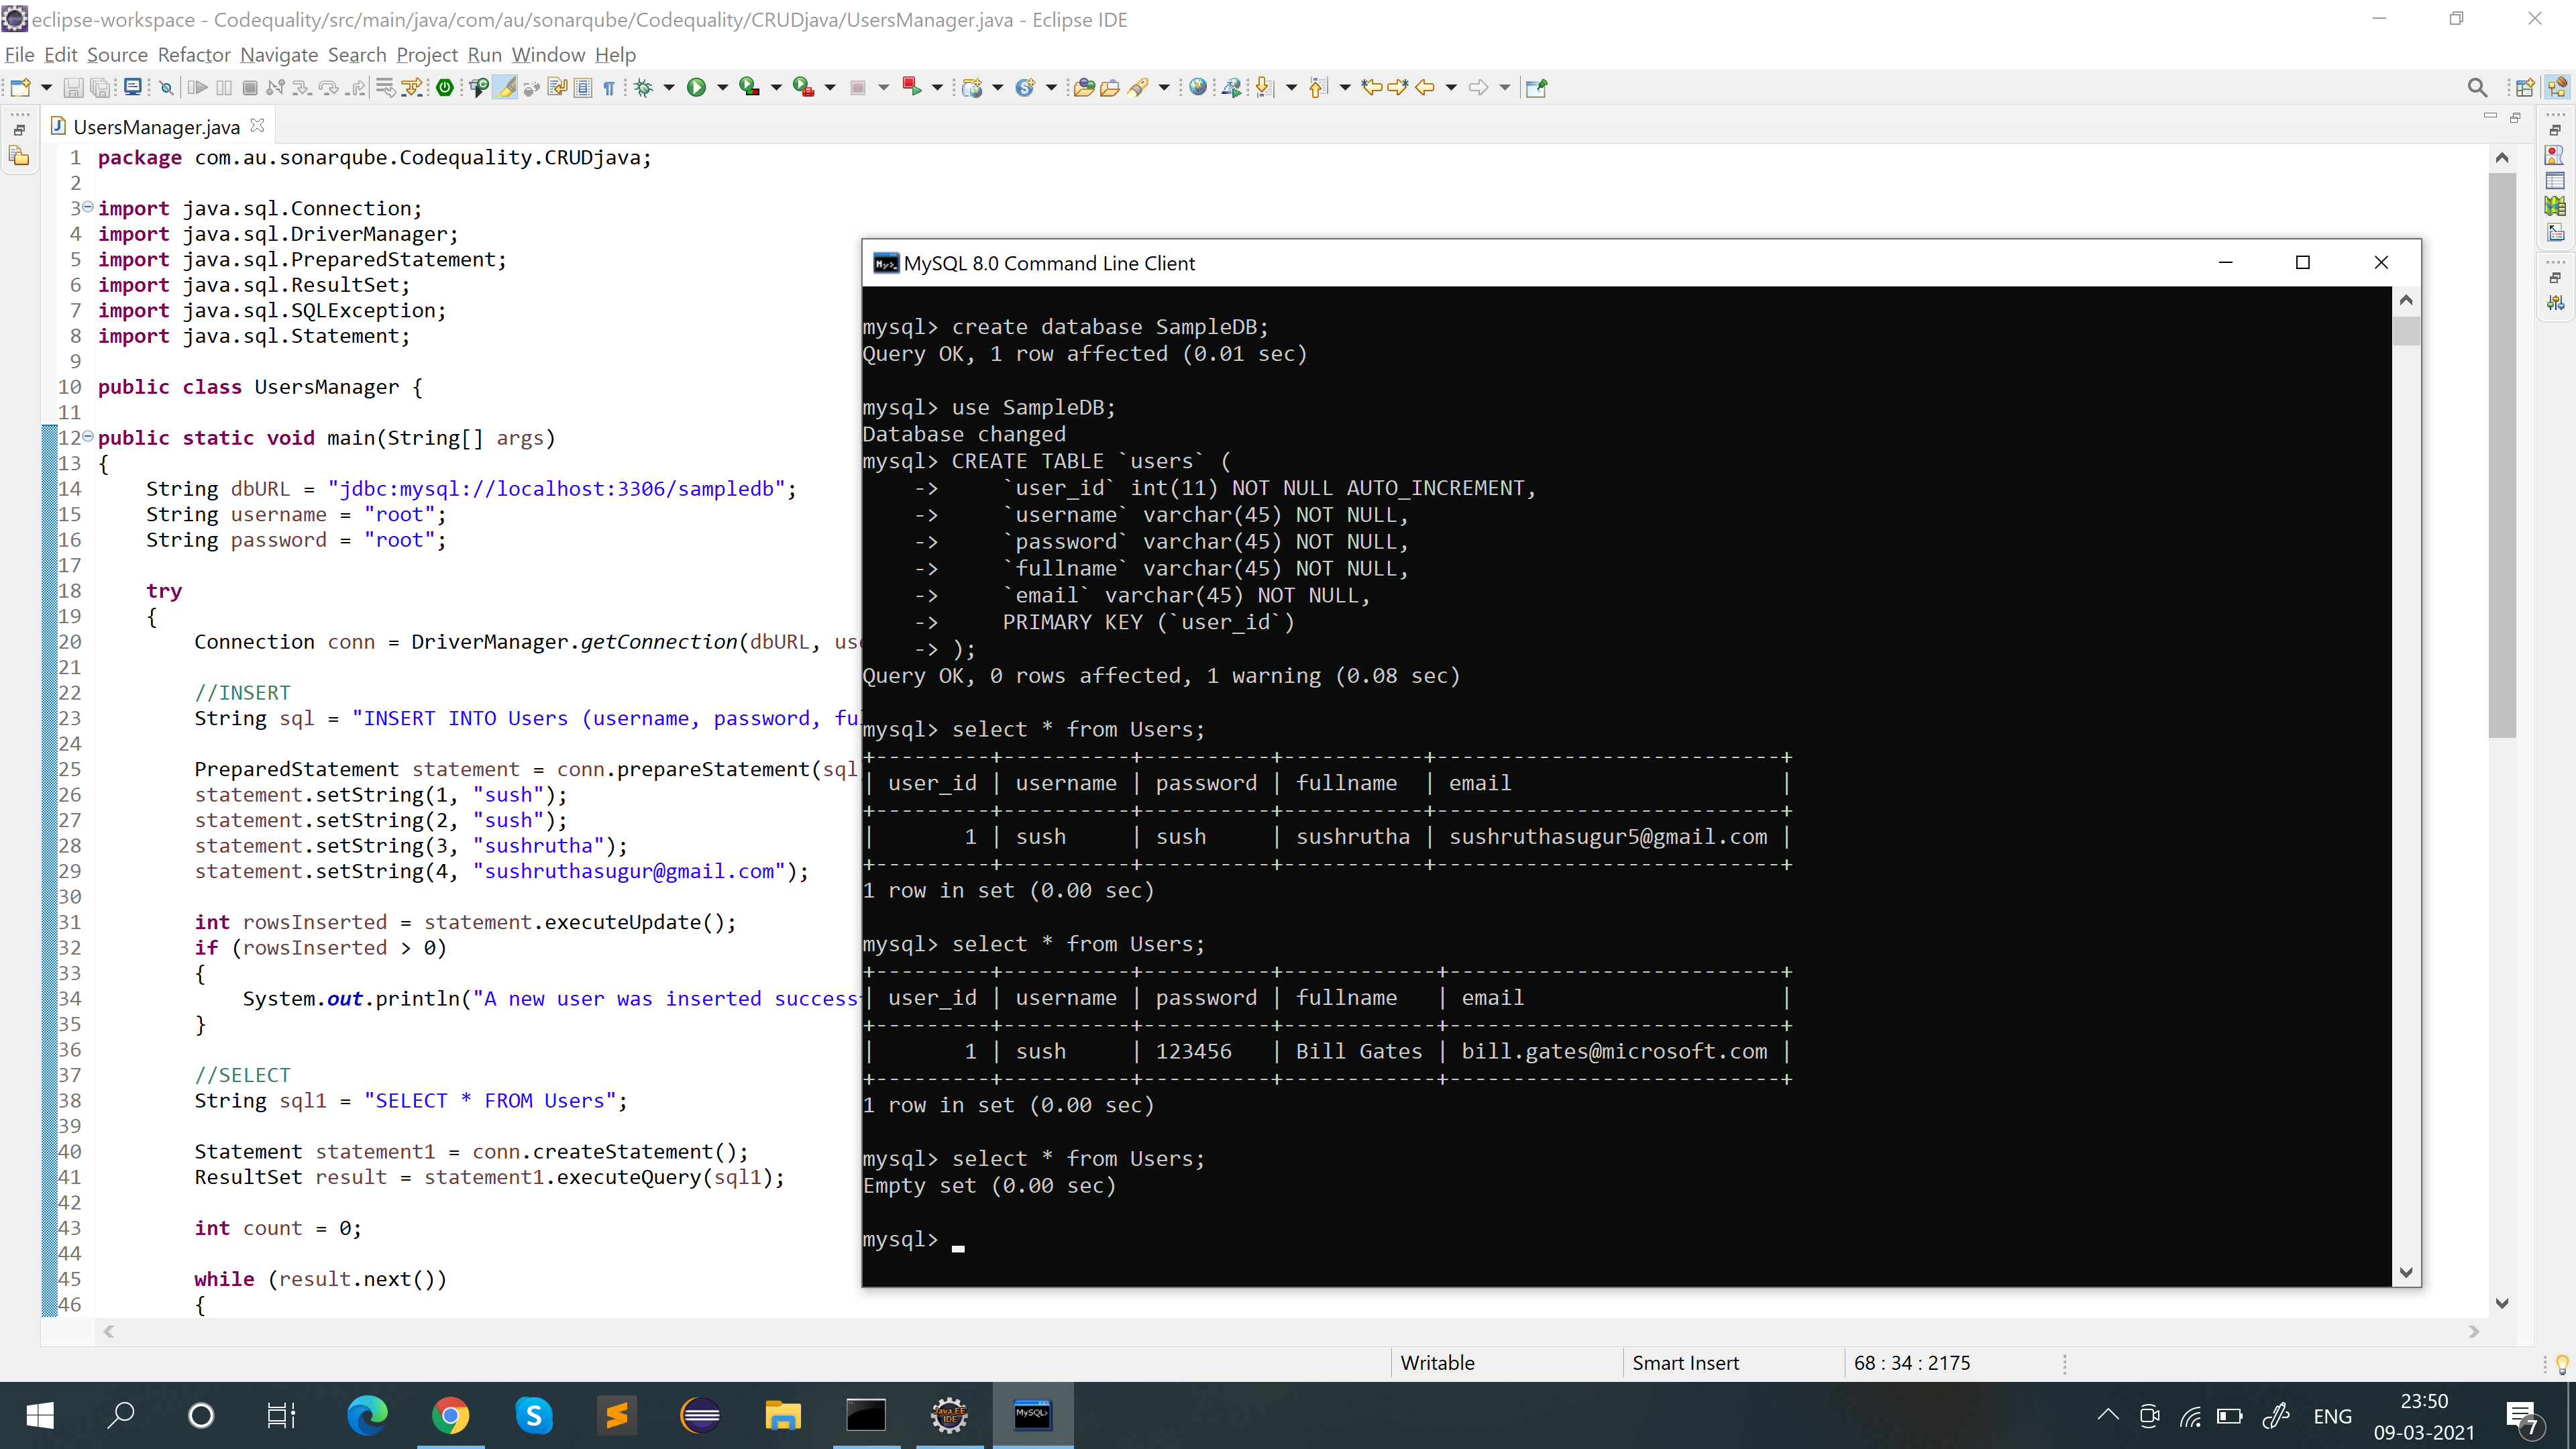 eclipse-workspace - Codequality/src/main/java/com/au/sonarqube/Codequality/CRUDjava/UsersManager.java - Eclipse IDE
File Edit Source Refactor Navigate Search Project Run Window Help
UsersManager.java
1 package com.au.sonarqube.Codequality.CRUDjava;
2
3 import java.sql.Connection;
4 import java.sql.DriverManager;
5 import java.sql.PreparedStatement;
6 import java.sql.ResultSet;
7 import java.sql.SQLException;
8 import java.sql.Statement;
9
10 public class UsersManager {
11
12 public static void main(String[] args)
13 {
14 String dbURL = "jdbc:mysql://localhost:3306/sampledb";
15 String username = "root";
16 String password = "root";
17
18 try
19 {
20 Connection conn = DriverManager.getConnection(dbURL, use
21
22 //INSERT
23 String sql = "INSERT INTO Users (username, password, fu
24
25 PreparedStatement statement = conn.prepareStatement(sql
26 statement.setString(1, "sush");
27 statement.setString(2, "sush");
28 statement.setString(3, "sushrutha");
29 statement.setString(4, "sushruthasugur@gmail.com");
30
31 int rowsInserted = statement.executeUpdate();
32 if (rowsInserted > 0)
33 {
34 System.out.println("A new user was inserted success
35 }
36
37 //SELECT
38 String sql1 = "SELECT * FROM Users";
39
40 Statement statement1 = conn.createStatement();
41 ResultSet result = statement1.executeQuery(sql1);
42
43 int count = 0;
44
45 while (result.next())
46 {
MySQL 8.0 Command Line Client
mysql> create database SampleDB;
Query OK, 1 row affected (0.01 sec)
mysql> use SampleDB;
Database changed
mysql> CREATE TABLE `users` (
-> `user_id` int(11) NOT NULL AUTO_INCREMENT,
-> `username` varchar(45) NOT NULL,
-> `password` varchar(45) NOT NULL,
-> `fullname` varchar(45) NOT NULL,
-> `email` varchar(45) NOT NULL,
-> PRIMARY KEY (`user_id`)
-> );
Query OK, 0 rows affected, 1 warning (0.08 sec)
mysql> select * from Users;
+---------+----------+----------+-----------+---------------------------+
| user_id | username | password | fullname | email |
+---------+----------+----------+-----------+---------------------------+
| 1 | sush | sush | sushrutha | sushruthasugur5@gmail.com |
+---------+----------+----------+-----------+---------------------------+
1 row in set (0.00 sec)
mysql> select * from Users;
+---------+----------+----------+------------+--------------------------+
| user_id | username | password | fullname | email |
+---------+----------+----------+------------+--------------------------+
| 1 | sush | 123456 | Bill Gates | bill.gates@microsoft.com |
+---------+----------+----------+------------+--------------------------+
1 row in set (0.00 sec)
mysql> select * from Users;
Empty set (0.00 sec)
mysql>
Writable Smart Insert 68 : 34 : 2175
ENG 23:50
09-03-2021
7